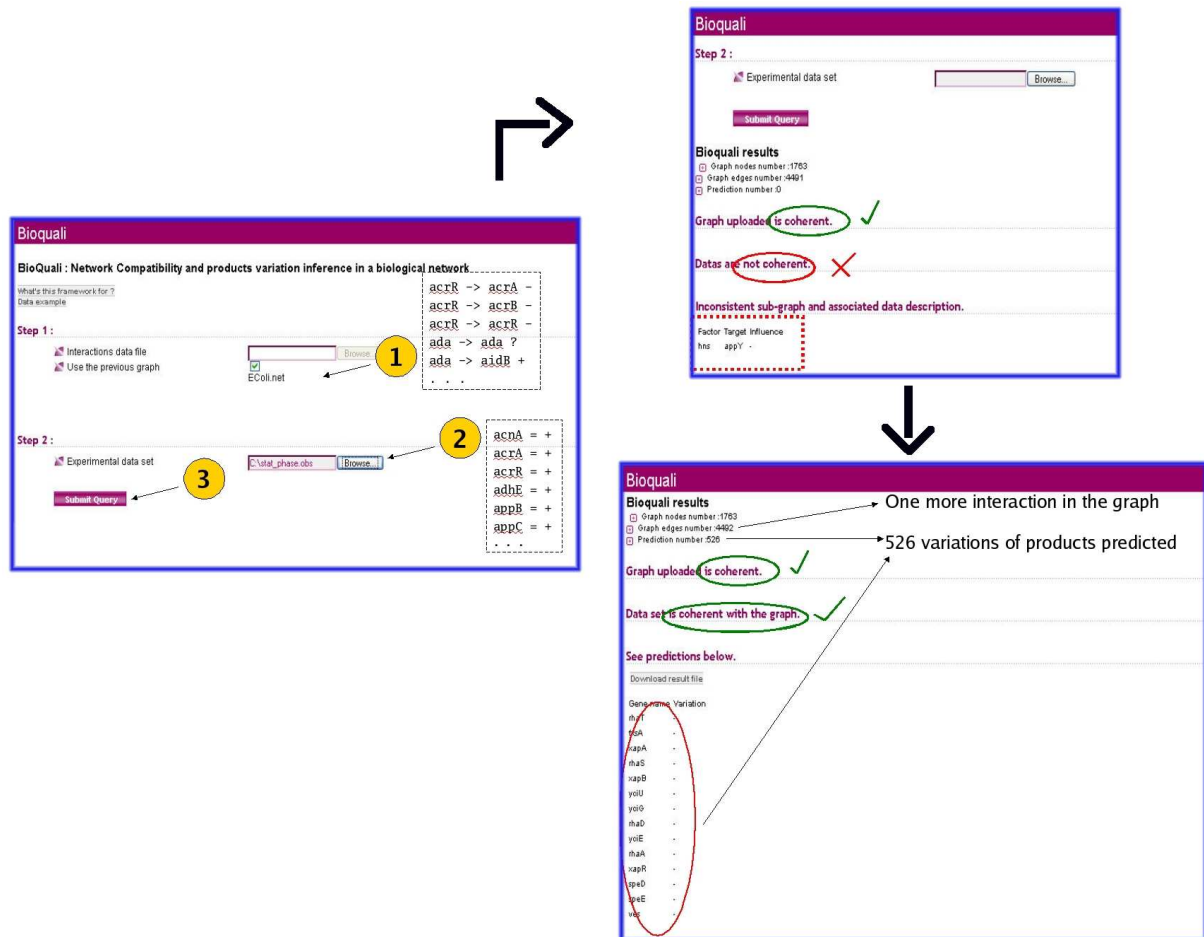 Bioquali
BioQuali : Network Compatibility and products variation inference in a biological network
What's this framework for ?
Data example
Step 1 :
Interactions data file
Browse...
Use the previous graph
EColi.net
1
acrR -> acrA -
acrR -> acrB -
acrR -> acrR -
ada -> ada ?
ada -> aidB +
. . .
Step 2 :
Experimental data set
C:\stat_phase.obs
Browse...
2
3
Submit Query
acnA = +
acrA = +
acrR = +
adhE = +
appB = +
appC = +
. . .
Bioquali
Step 2 :
Experimental data set
Browse...
Submit Query
Bioquali results
Graph nodes number :1763
Graph edges number :4491
Prediction number :0
Graph uploaded is coherent.
Datas are not coherent.
Inconsistent sub-graph and associated data description.
Factor Target Influence
hns appY -
Bioquali
Bioquali results
Graph nodes number :1763
Graph edges number :4492
Prediction number :526
One more interaction in the graph
526 variations of products predicted
Graph uploaded is coherent.
Data set is coherent with the graph.
See predictions below.
Download result file
Gene name Variation
rhaT -
-
xapA -
rhaS -
xapB -
yciU -
yciG -
rhaD -
yciE -
rhaA -
xapR -
speD -
speE -
ves -